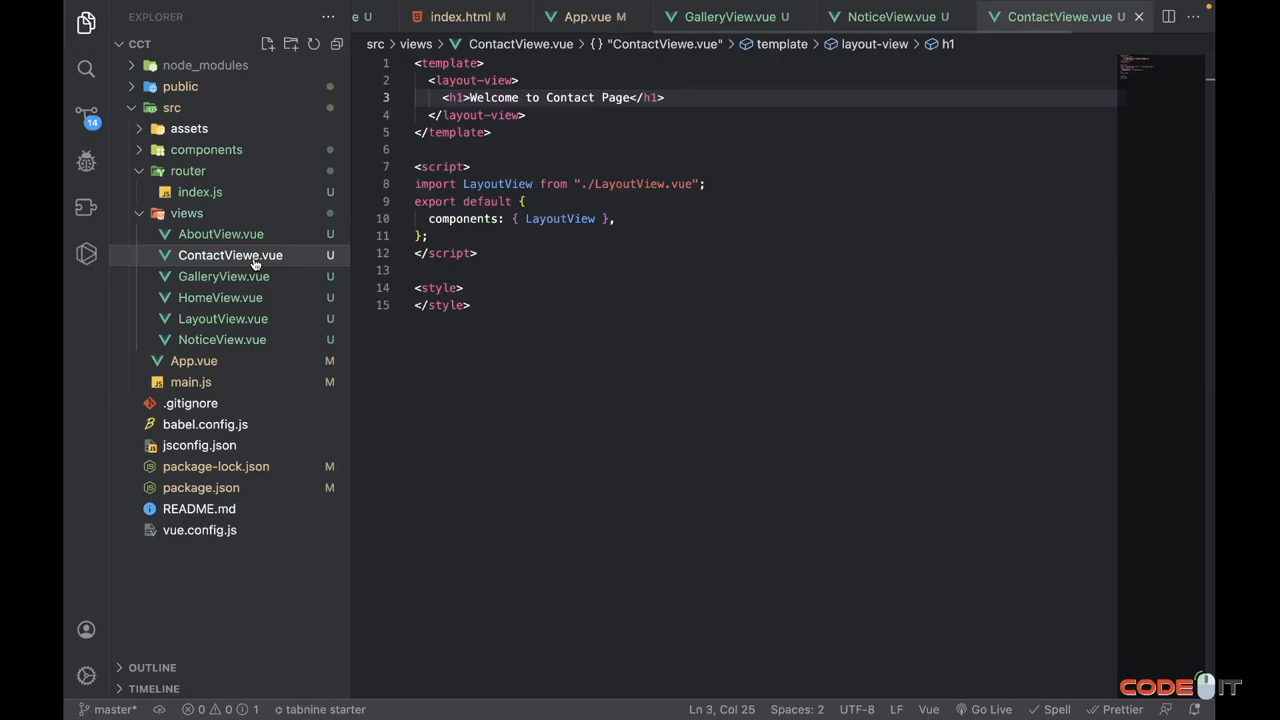 EXPLORER
e U index.html M App.vue M GalleryView.vue U NoticeView.vue U ContactViewe.vue U
src > views > ContactViewe.vue > {} "ContactViewe.vue" > template > layout-view > h1
CCT
node_modules
public
src
assets
components
router
index.js U
views
AboutView.vue U
ContactViewe.vue U
GalleryView.vue U
HomeView.vue U
LayoutView.vue U
NoticeView.vue U
App.vue M
main.js M
.gitignore
babel.config.js
jsconfig.json
package-lock.json M
package.json M
README.md
vue.config.js
OUTLINE
TIMELINE
14
1 <template>
2 <layout-view>
3 <h1>Welcome to Contact Page</h1>
4 </layout-view>
5 </template>
6
7 <script>
8 import LayoutView from "./LayoutView.vue";
9 export default {
10 components: { LayoutView },
11 };
12 </script>
13
14 <style>
15 </style>
CODE IT
master* 0 0 1 tabnine starter Ln 3, Col 25 Spaces: 2 UTF-8 LF Vue Go Live Spell Prettier